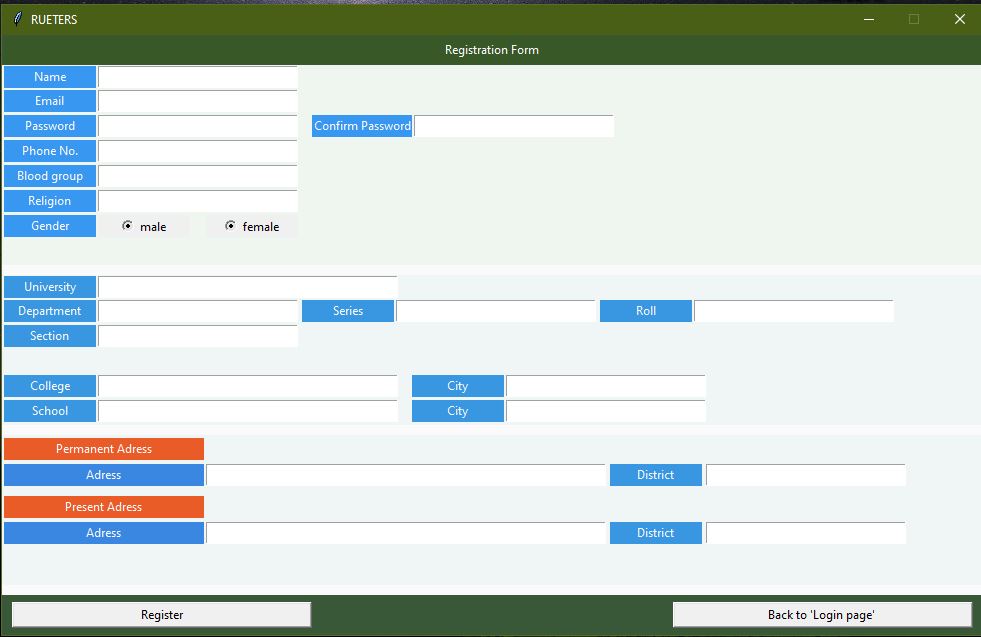 RUETERS
Registration Form
Name
Email
Password Confirm Password
Phone No.
Blood group
Religion
Gender male female
University
Department Series Roll
Section
College City
School City
Permanent Adress
Adress District
Present Adress
Adress District
Register Back to 'Login page'